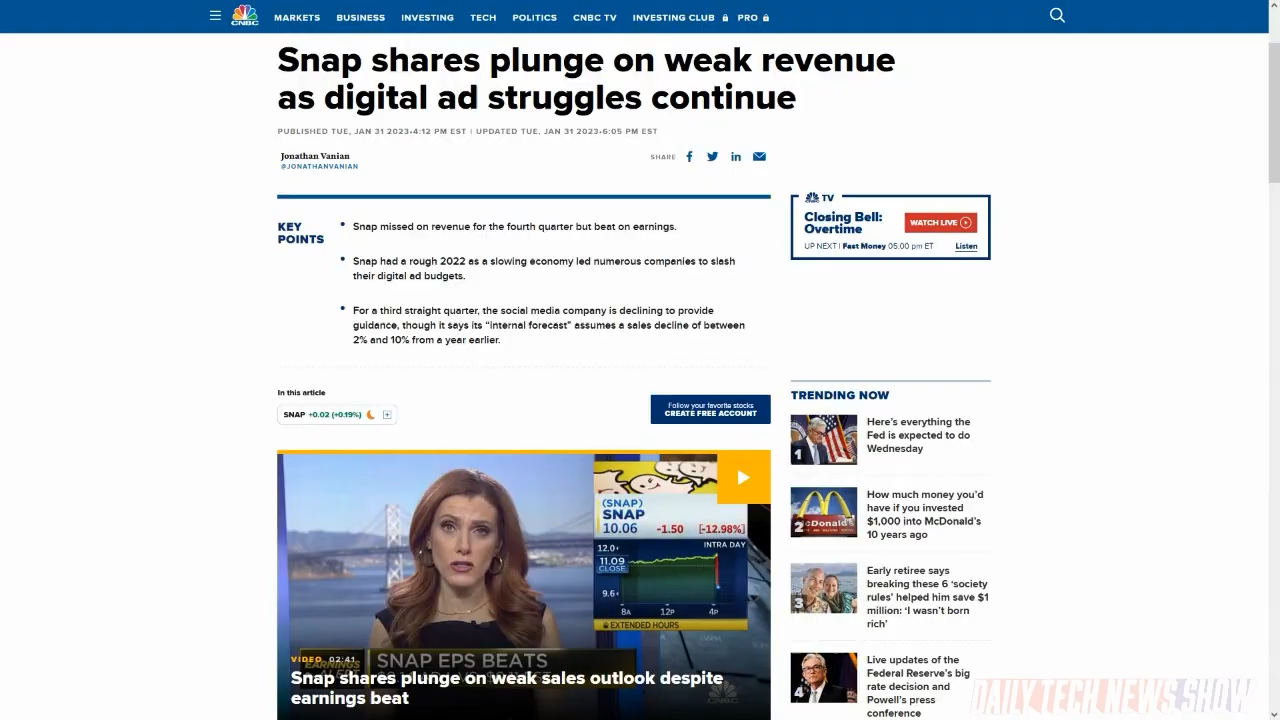 CNBC
MARKETS BUSINESS INVESTING TECH POLITICS CNBC TV INVESTING CLUB PRO
Snap shares plunge on weak revenue
as digital ad struggles continue
PUBLISHED TUE, JAN 31 2023•4:12 PM EST | UPDATED TUE, JAN 31 2023•6:05 PM EST
Jonathan Vanian
@JONATHANVANIAN
SHARE
KEY
POINTS
• Snap missed on revenue for the fourth quarter but beat on earnings.
• Snap had a rough 2022 as a slowing economy led numerous companies to slash
their digital ad budgets.
• For a third straight quarter, the social media company is declining to provide
guidance, though it says its “internal forecast” assumes a sales decline of between
2% and 10% from a year earlier.
TV
Closing Bell:
Overtime
WATCH LIVE
UP NEXT | Fast Money 05:00 pm ET
Listen
In this article
SNAP +0.02 (+0.19%)
Follow your favorite stocks
CREATE FREE ACCOUNT
(SNAP)
SNAP
10.06 -1.50 [-12.98%]
INTRA DAY
12.0
11.09
CLOSE
9.6
8A 12P 4P
EXTENDED HOURS
VIDEO 02:41
EARNINGS
SNAP EPS BEATS
Snap shares plunge on weak sales outlook despite
earnings beat
CNBC
TRENDING NOW
1
Here’s everything the
Fed is expected to do
Wednesday
2
McDonald's
How much money you’d
have if you invested
$1,000 into McDonald’s
10 years ago
3
Early retiree says
breaking these 6 ‘society
rules’ helped him save $1
million: ‘I wasn’t born
rich’
4
Live updates of the
Federal Reserve’s big
rate decision and
Powell’s press
conference
DAILY TECH NEWS SHOW